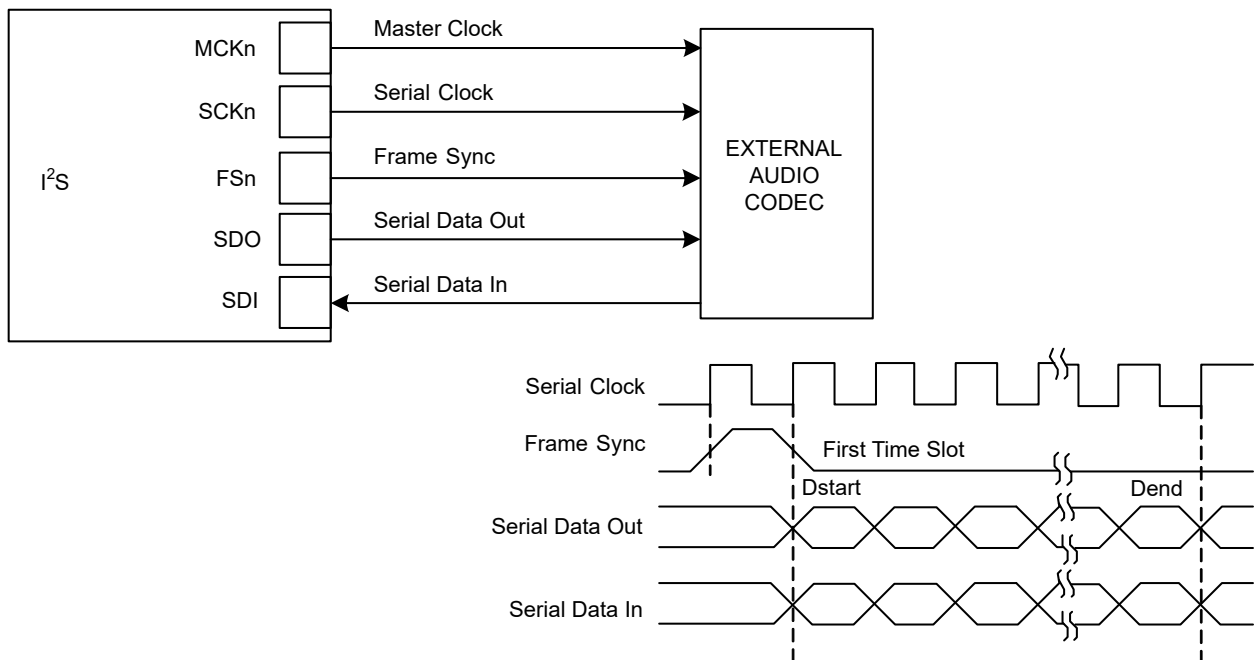 I²S
MCKn
SCKn
FSn
SDO
SDI
Master Clock
Serial Clock
Frame Sync
Serial Data Out
Serial Data In
EXTERNAL
AUDIO
CODEC
Serial Clock
Frame Sync
First Time Slot
Dstart
Dend
Serial Data Out
Serial Data In